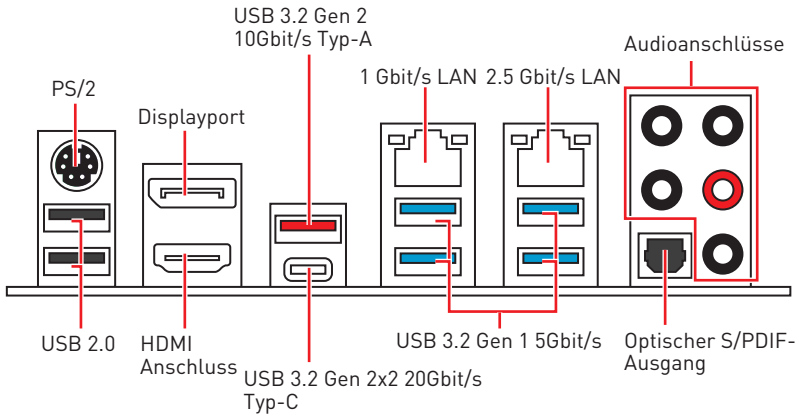 USB 3.2 Gen 2
10Gbit/s Typ-A
Audioanschlüsse
1 Gbit/s LAN
2.5 Gbit/s LAN
PS/2
Displayport
USB 2.0
HDMI
Anschluss
USB 3.2 Gen 1 5Gbit/s
Optischer S/PDIF-
Ausgang
USB 3.2 Gen 2x2 20Gbit/s
Typ-C